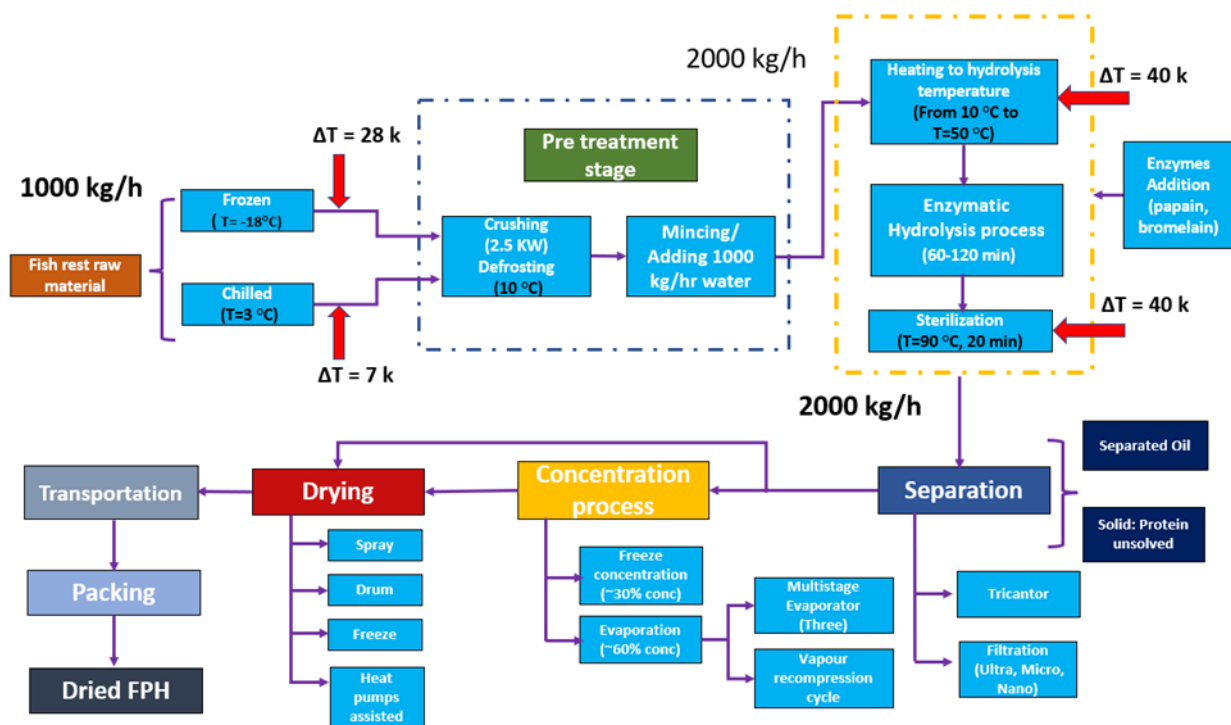 1000 kg/h
Fish rest raw
material
Frozen
( T= -18°C)
Chilled
(T=3 °C)
ΔT = 28 k
ΔT = 7 k
Pre treatment
stage
Crushing
(2.5 KW)
Defrosting
(10 °C)
Mincing/
Adding 1000
kg/hr water
2000 kg/h
Heating to hydrolysis
temperature
(From 10 °C to
T=50 °C)
ΔT = 40 k
Enzymatic
Hydrolysis process
(60-120 min)
Enzymes
Addition
(papain,
bromelain)
Sterilization
(T=90 °C, 20 min)
ΔT = 40 k
2000 kg/h
Separation
Separated Oil
Solid: Protein
unsolved
Tricantor
Filtration
(Ultra, Micro,
Nano)
Concentration
process
Freeze
concentration
(~30% conc)
Evaporation
(~60% conc)
Multistage
Evaporator
(Three)
Vapour
recompression
cycle
Drying
Spray
Drum
Freeze
Heat
pumps
assisted
Transportation
Packing
Dried FPH